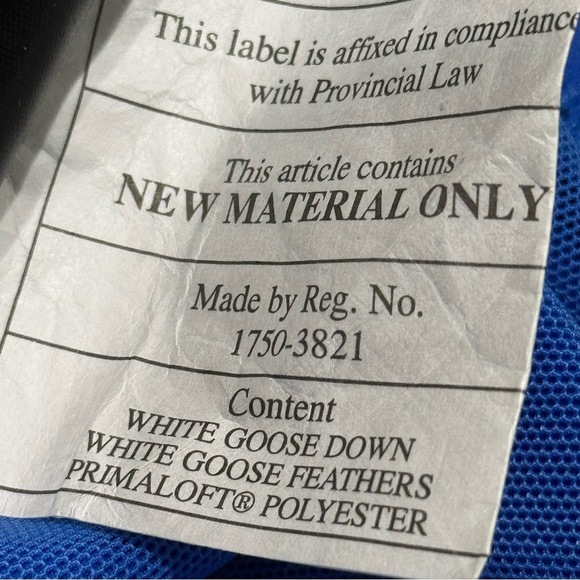 This label is affixed in compliance
with Provincial Law
This article contains
NEW MATERIAL ONLY
Made by Reg. No.
1750-3821
Content
WHITE GOOSE DOWN
WHITE GOOSE FEATHERS
PRIMALOFT® POLYESTER